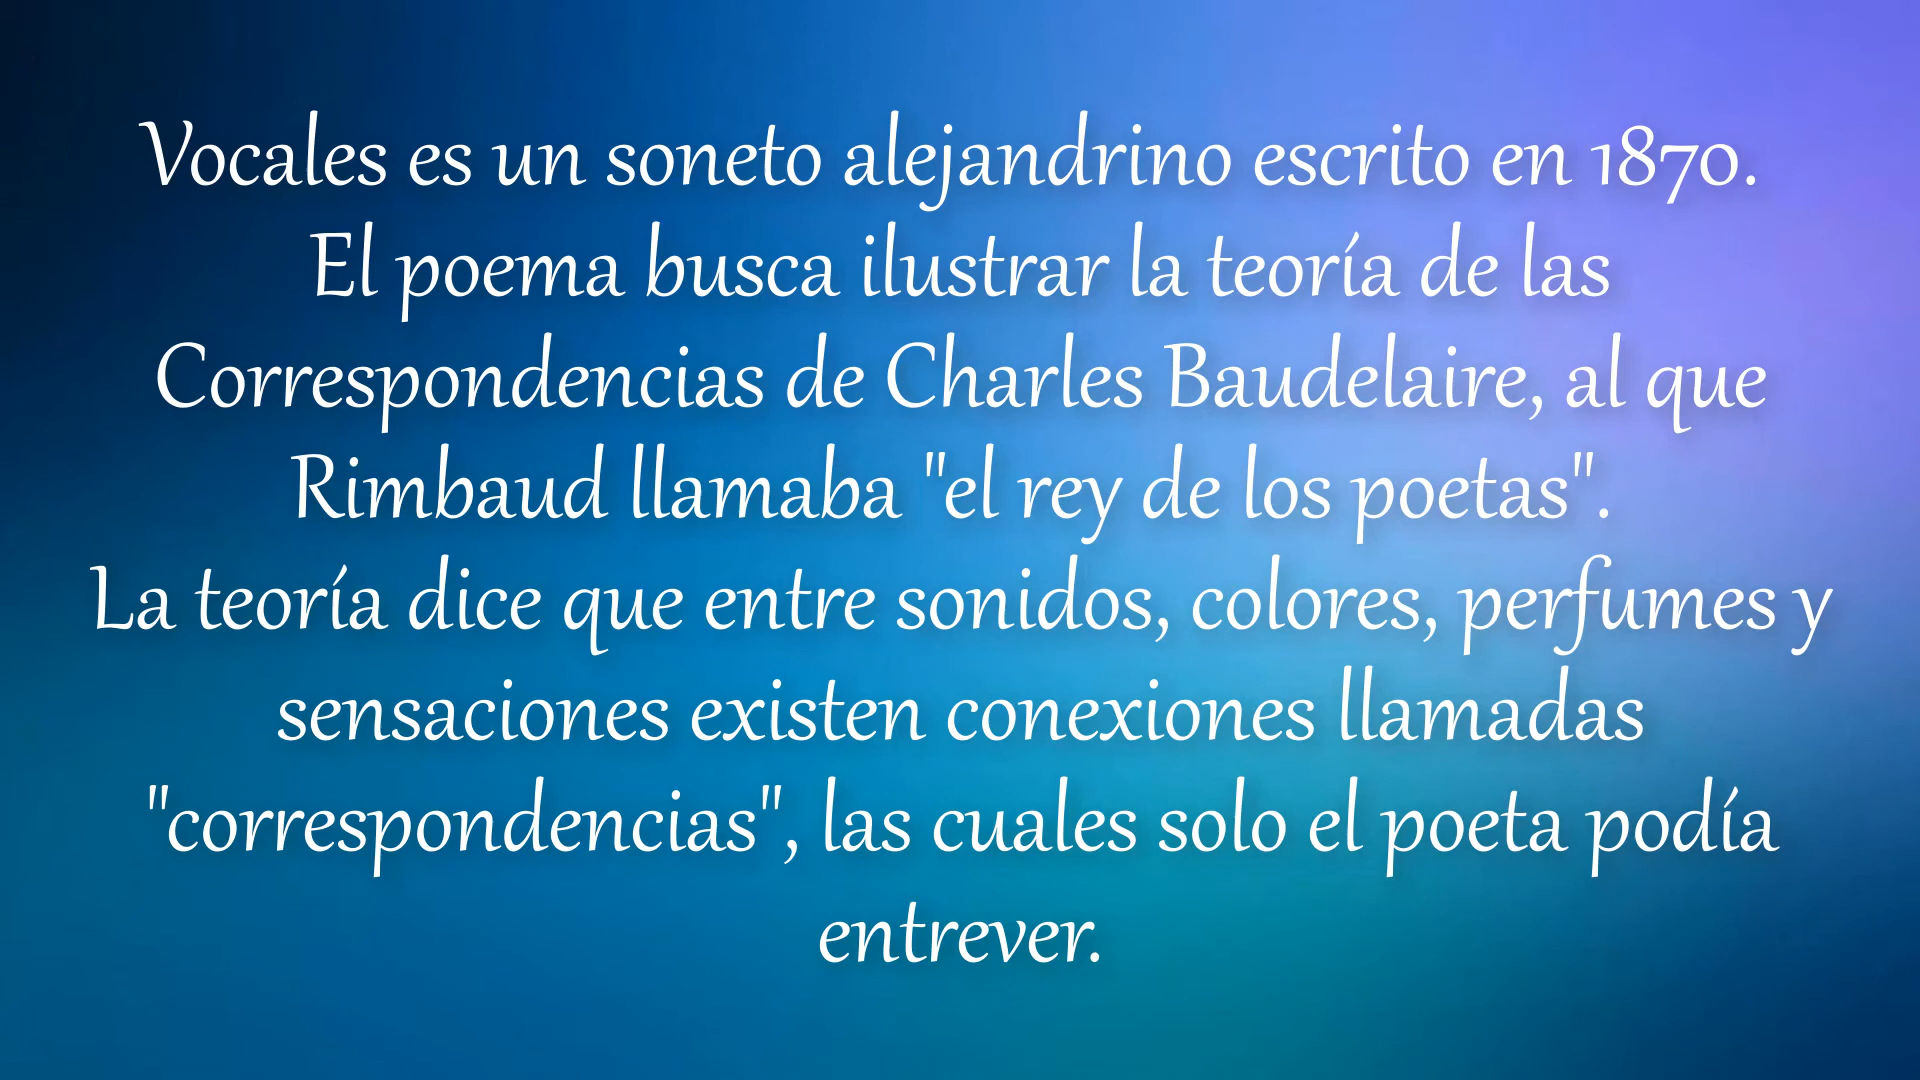 Vocales es un soneto alejandrino escrito en 1870.
El poema busca ilustrar la teoría de las
Correspondencias de Charles Baudelaire, al que
Rimbaud llamaba "el rey de los poetas".
La teoría dice que entre sonidos, colores, perfumes y
sensaciones existen conexiones llamadas
"correspondencias", las cuales solo el poeta podía
entrever.